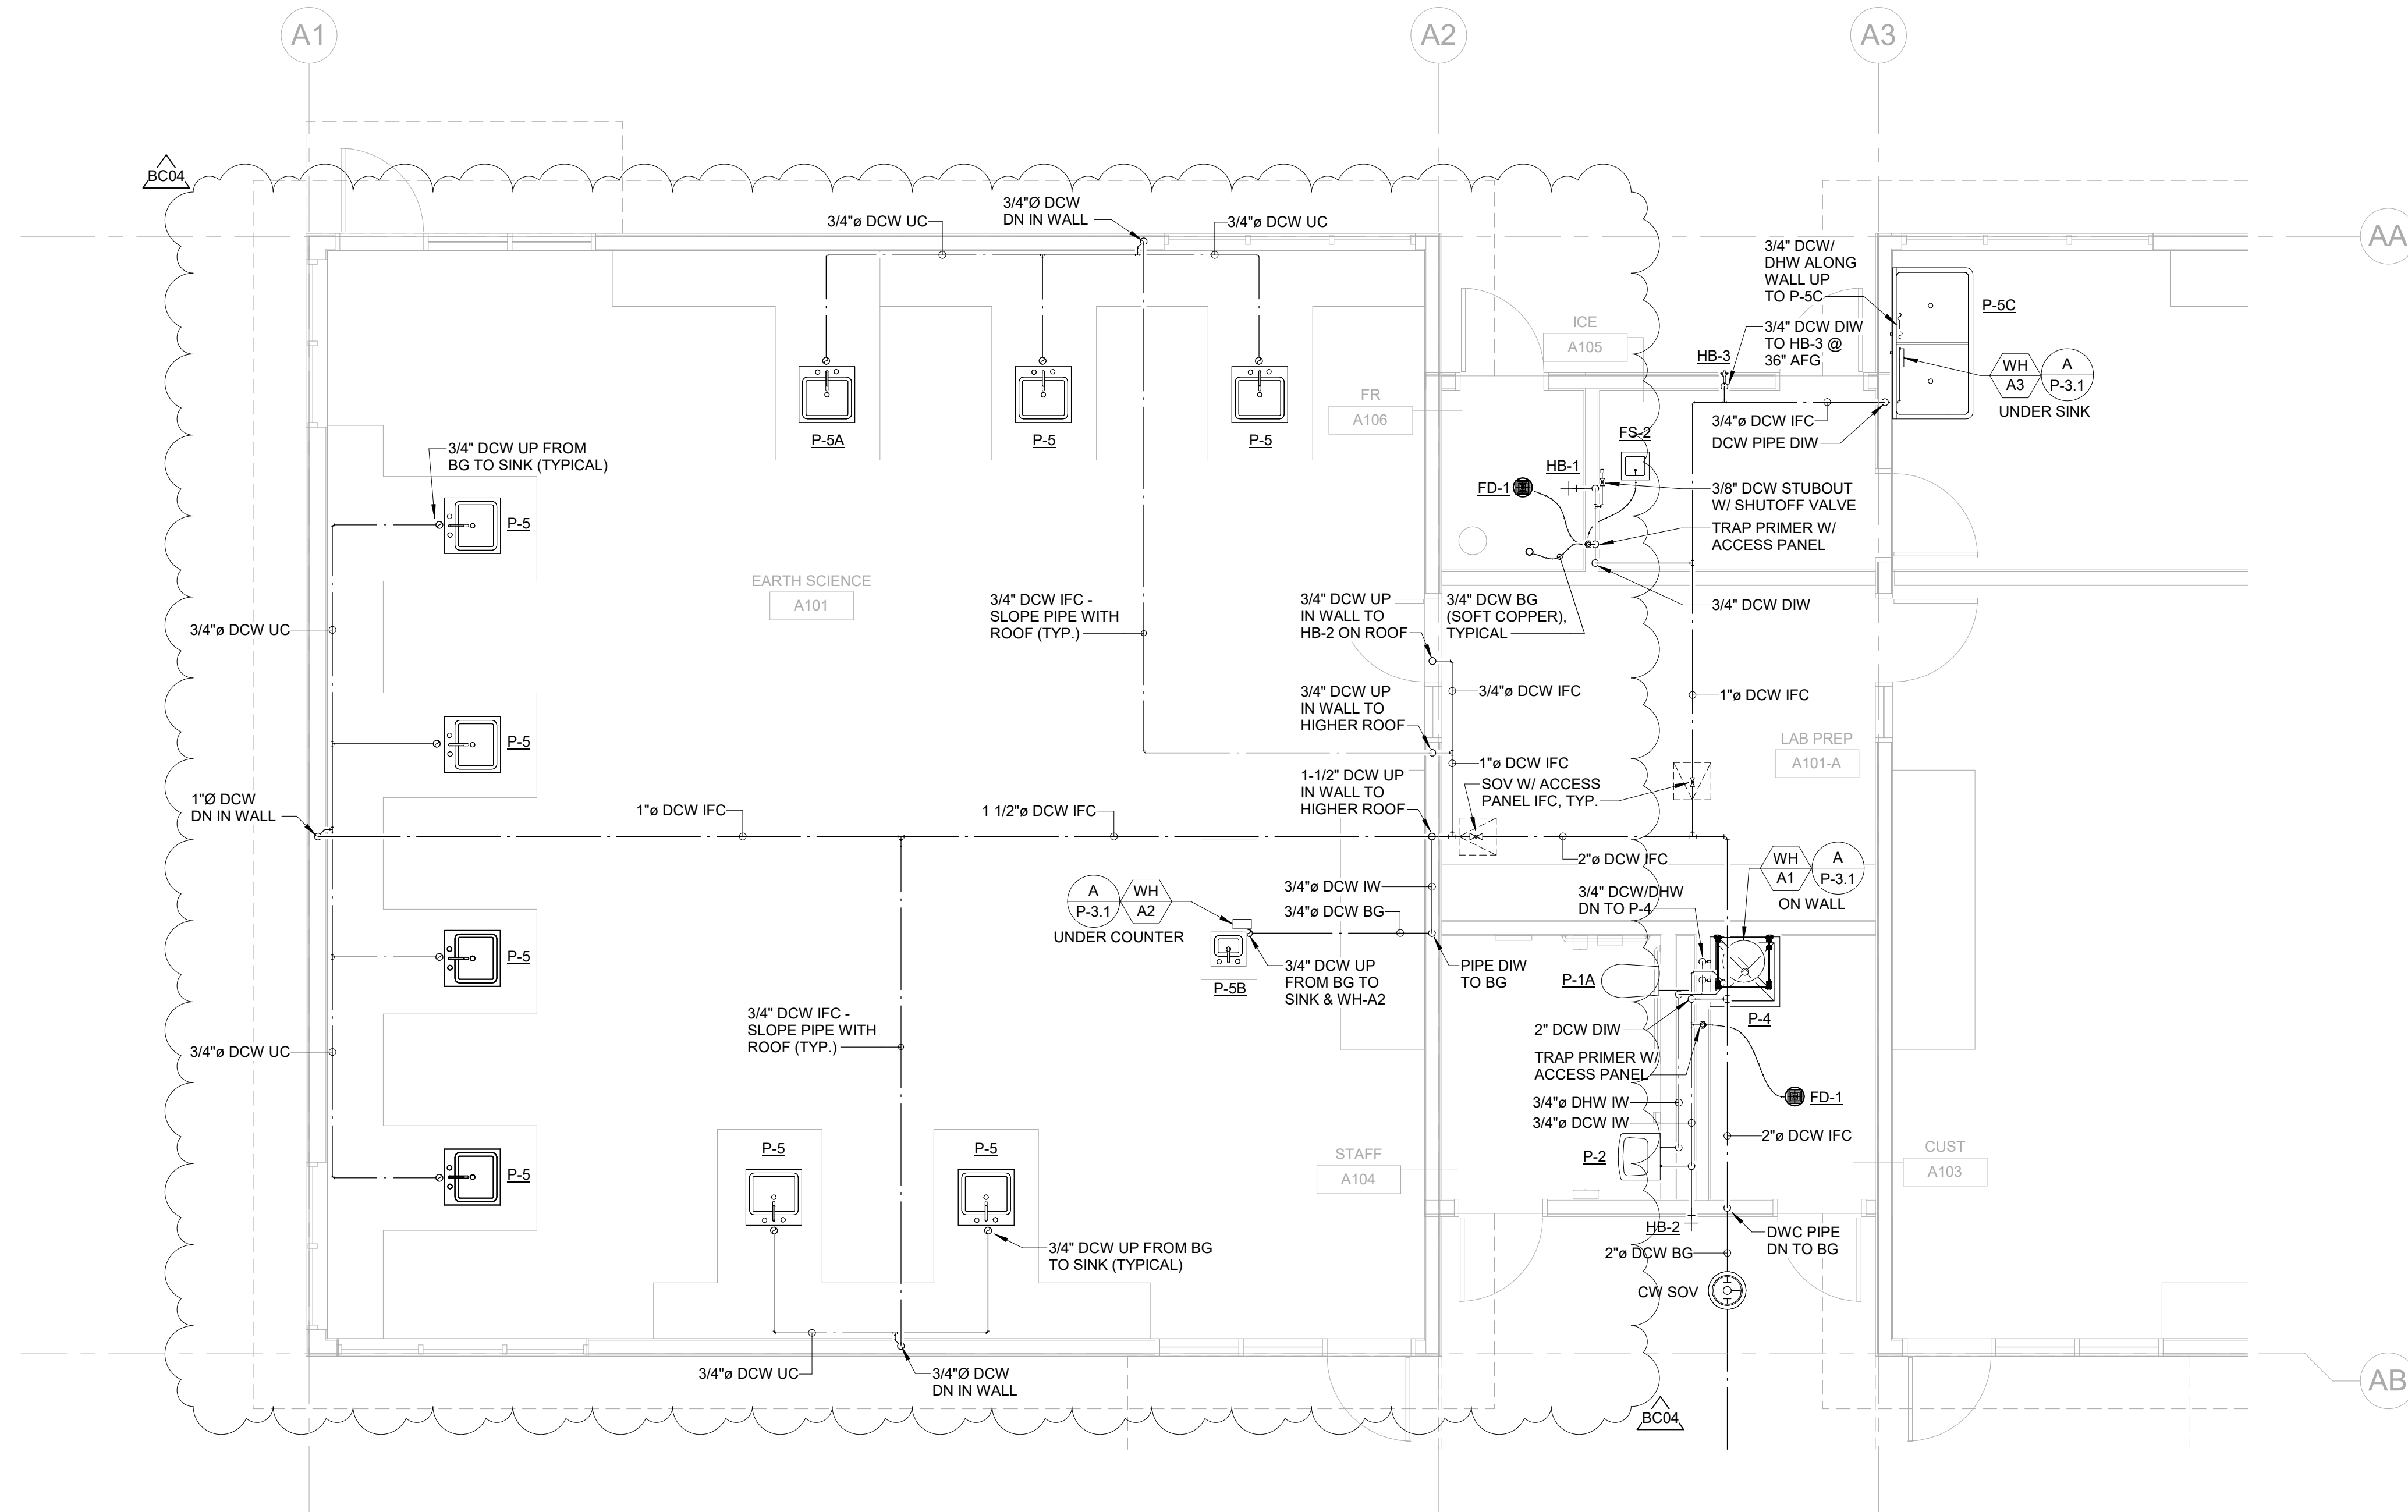 A1
A2
A3
BC04
AA
3/4"Ø DCW
DN IN WALL
3/4"ø DCW UC
3/4"ø DCW UC
3/4" DCW/
DHW ALONG
WALL UP
TO P-5C
P-5C
ICE
A105
3/4" DCW DIW
TO HB-3 @
36" AFG
HB-3
WH
A3
A
P-3.1
UNDER SINK
FR
A106
3/4"ø DCW IFC
DCW PIPE DIW
P-5A
P-5
P-5
FS-2
3/4" DCW UP FROM
BG TO SINK (TYPICAL)
HB-1
FD-1
3/8" DCW STUBOUT
W/ SHUTOFF VALVE
P-5
TRAP PRIMER W/
ACCESS PANEL
EARTH SCIENCE
A101
3/4" DCW IFC -
SLOPE PIPE WITH
ROOF (TYP.)
3/4" DCW UP
IN WALL TO
HB-2 ON ROOF
3/4" DCW BG
(SOFT COPPER),
TYPICAL
3/4" DCW DIW
3/4"ø DCW UC
3/4" DCW UP
IN WALL TO
HIGHER ROOF
3/4"ø DCW IFC
1"ø DCW IFC
P-5
LAB PREP
A101-A
1"Ø DCW
DN IN WALL
1"ø DCW IFC
1 1/2"ø DCW IFC
1-1/2" DCW UP
IN WALL TO
HIGHER ROOF
1"ø DCW IFC
SOV W/ ACCESS
PANEL IFC, TYP.
2"ø DCW IFC
WH
A1
A
P-3.1
ON WALL
A
P-3.1
WH
A2
UNDER COUNTER
3/4"ø DCW IW
3/4"ø DCW BG
3/4" DCW/DHW
DN TO P-4
P-5
P-5B
3/4" DCW UP
FROM BG TO
SINK & WH-A2
PIPE DIW
TO BG
P-1A
P-4
3/4" DCW IFC -
SLOPE PIPE WITH
ROOF (TYP.)
2" DCW DIW
TRAP PRIMER W/
ACCESS PANEL
3/4"ø DCW UC
FD-1
3/4"ø DHW IW
3/4"ø DCW IW
2"ø DCW IFC
P-5
P-5
P-5
STAFF
A104
P-2
CUST
A103
HB-2
3/4" DCW UP FROM BG
TO SINK (TYPICAL)
2"ø DCW BG
DWC PIPE
DN TO BG
CW SOV
3/4"ø DCW UC
3/4"Ø DCW
DN IN WALL
AB
BC04